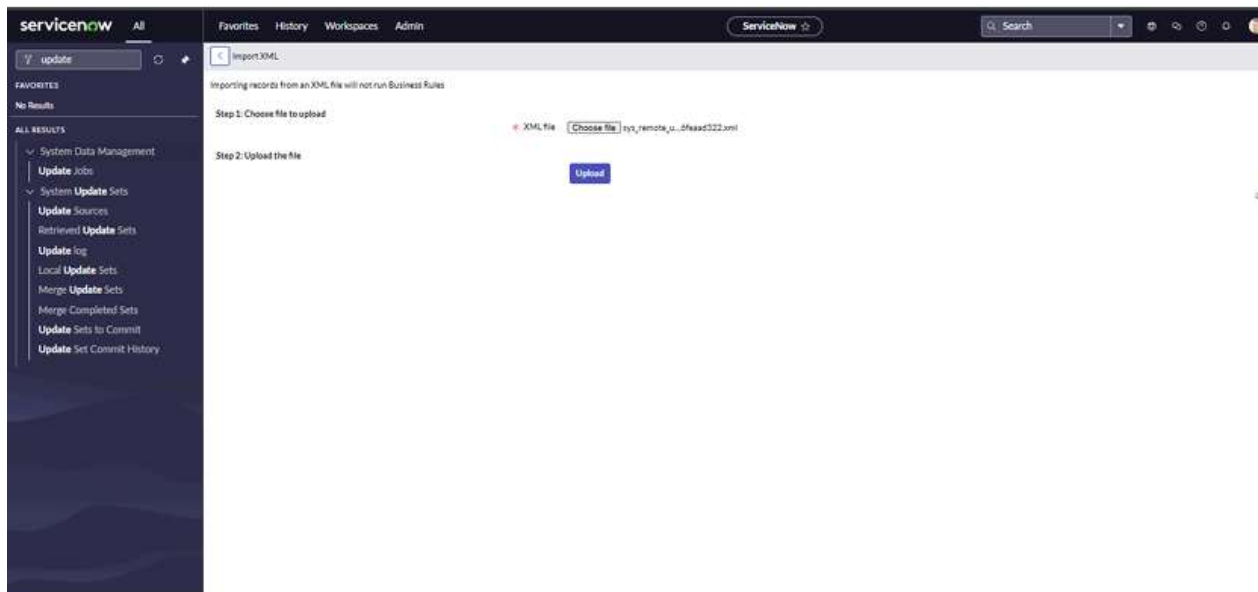 servicenow All Favorites History Workspaces Admin ServiceNow Search
update
Import XML
FAVORITES
No Results
ALL RESULTS
System Data Management
Update Jobs
System Update Sets
Update Sources
Retrieved Update Sets
Update log
Local Update Sets
Merge Update Sets
Merge Completed Sets
Update Sets to Commit
Update Set Commit History
Importing records from an XML file will not run Business Rules
Step 1: Choose file to upload
XML file Choose file sys_remote_u...6feaad322.xml
Step 2: Upload the file
Upload